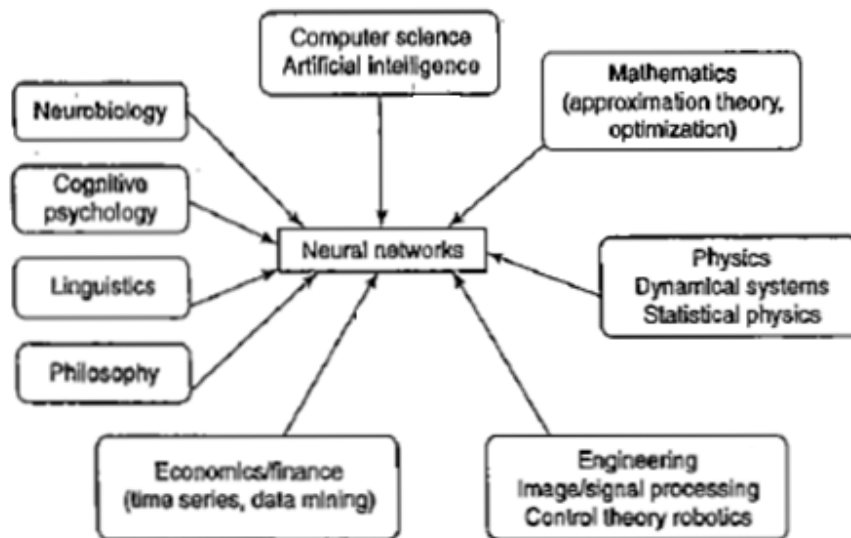 Computer science
Artificial intelligence
Mathematics
(approximation theory,
optimization)
Neurobiology
Cognitive
psychology
Neural networks
Linguistics
Physics
Dynamical systems
Statistical physics
Philosophy
Economics/finance
(time series, data mining)
Engineering
Image/signal processing
Control theory robotics